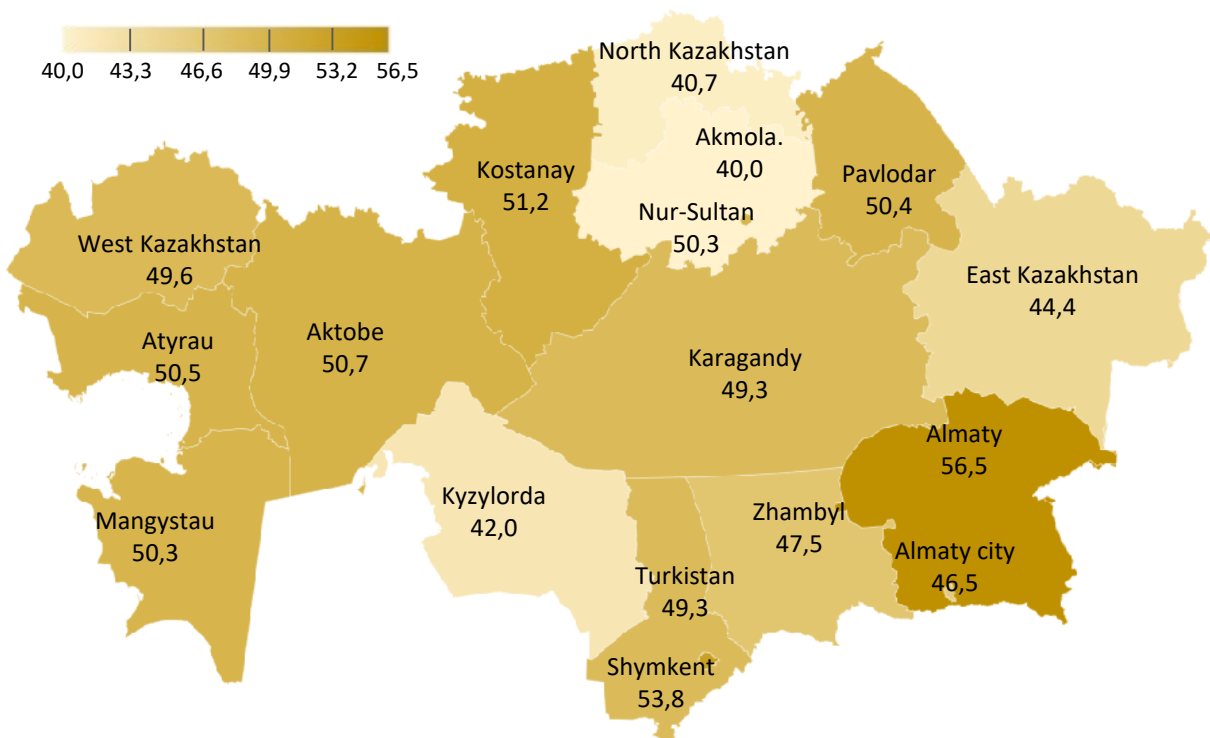 40,0 43,3 46,6 49,9 53,2 56,5
North Kazakhstan
40,7
Akmola.
40,0
Kostanay
51,2
Pavlodar
50,4
Nur-Sultan
50,3
West Kazakhstan
49,6
East Kazakhstan
44,4
Atyrau
50,5
Aktobe
50,7
Karagandy
49,3
Almaty
56,5
Kyzylorda
42,0
Zhambyl
47,5
Mangystau
50,3
Almaty city
46,5
Turkistan
49,3
Shymkent
53,8